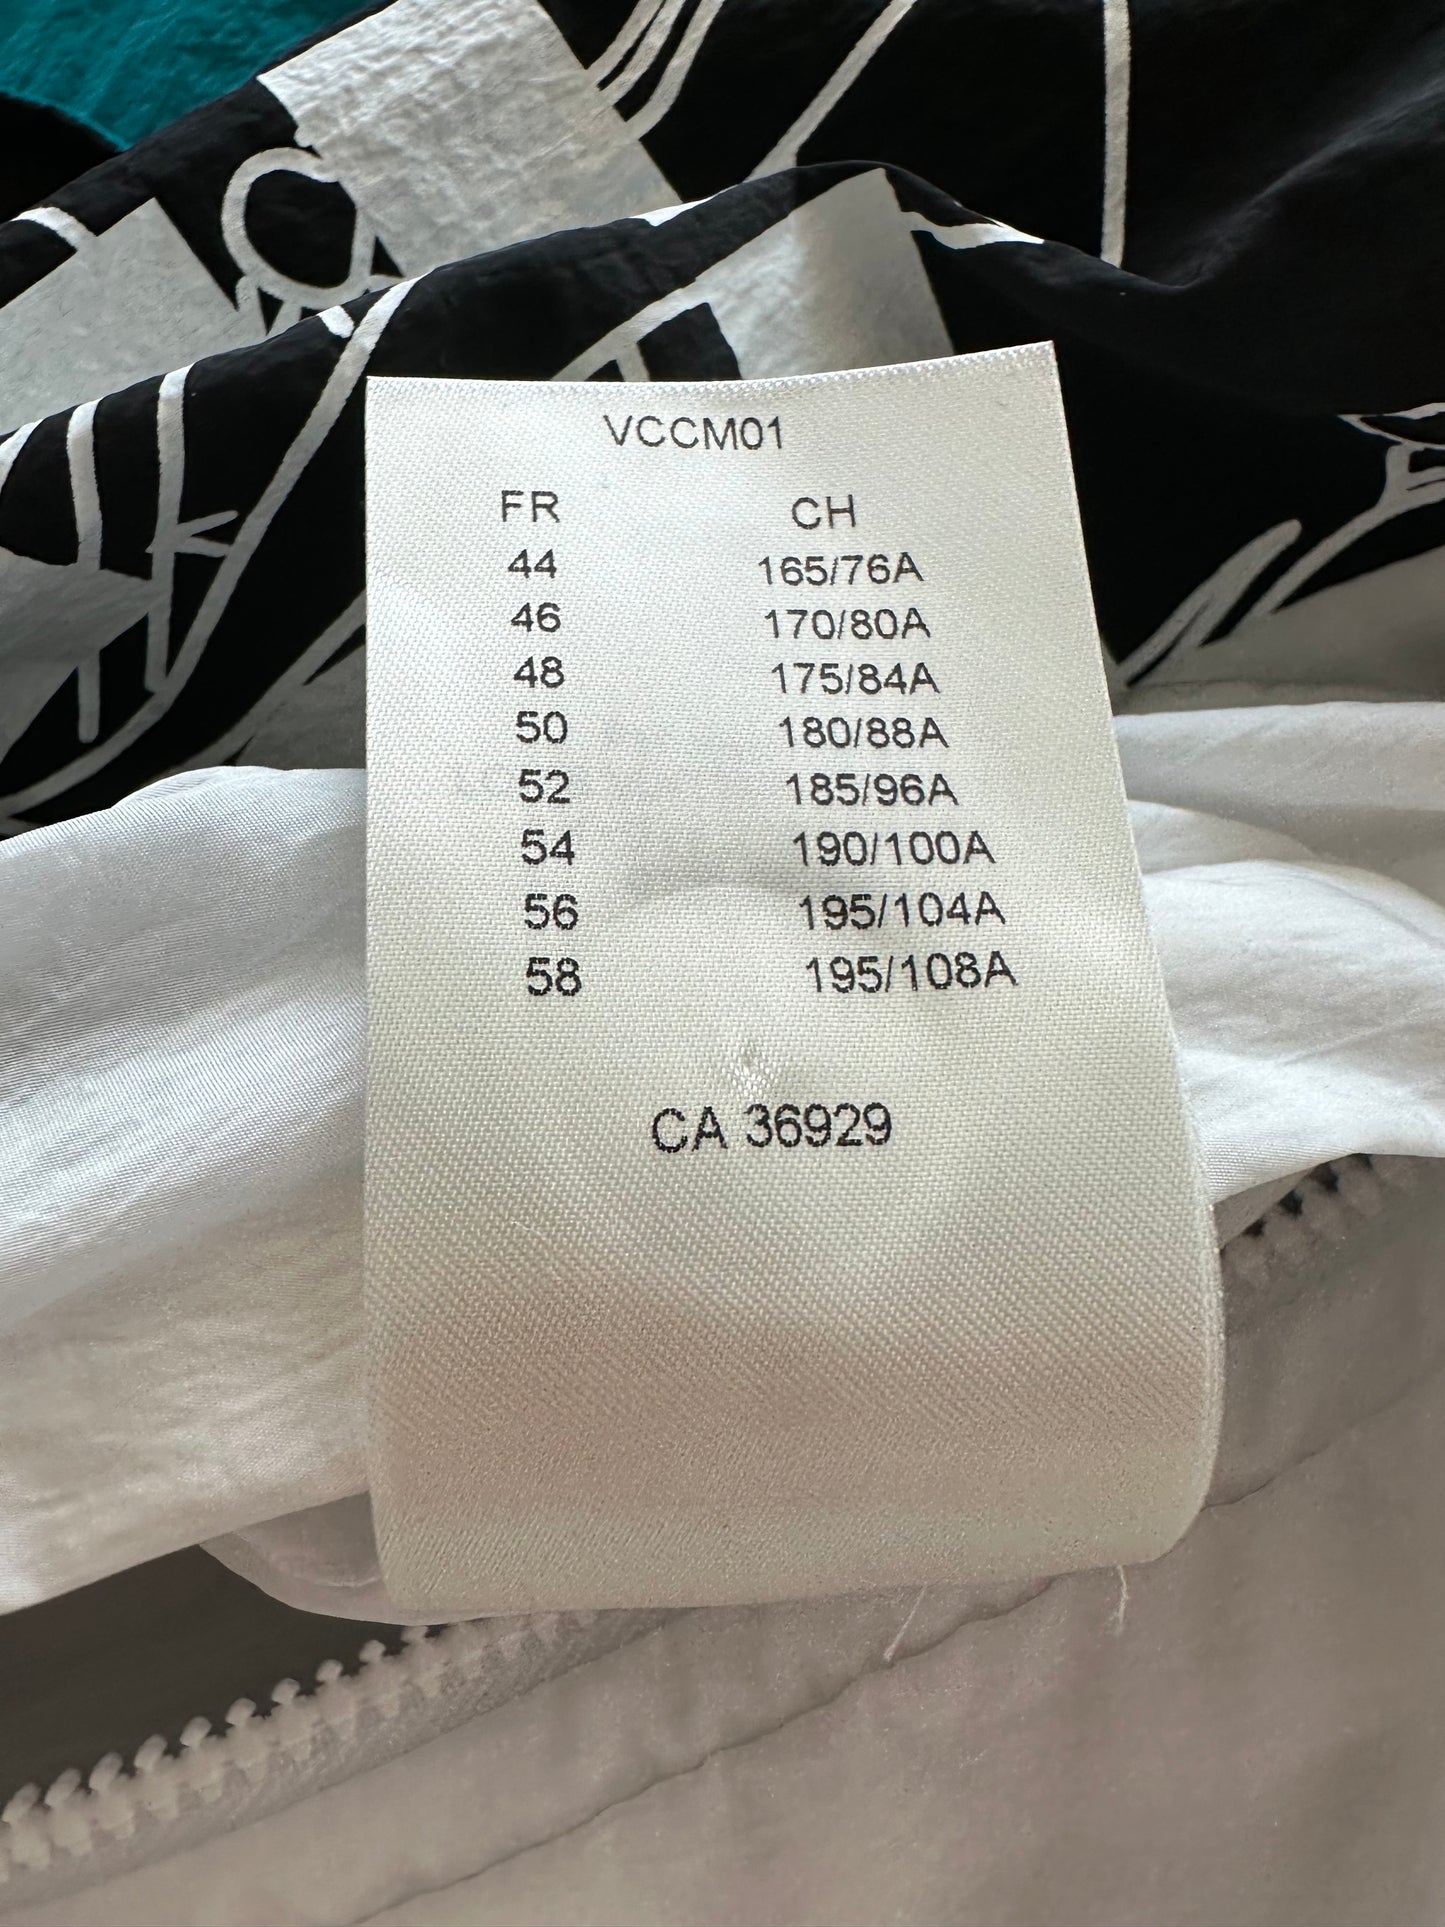 VCCM01
FR CH
44 165/76A
46 170/80A
48 175/84A
50 180/88A
52 185/96A
54 190/100A
56 195/104A
58 195/108A
CA 36929